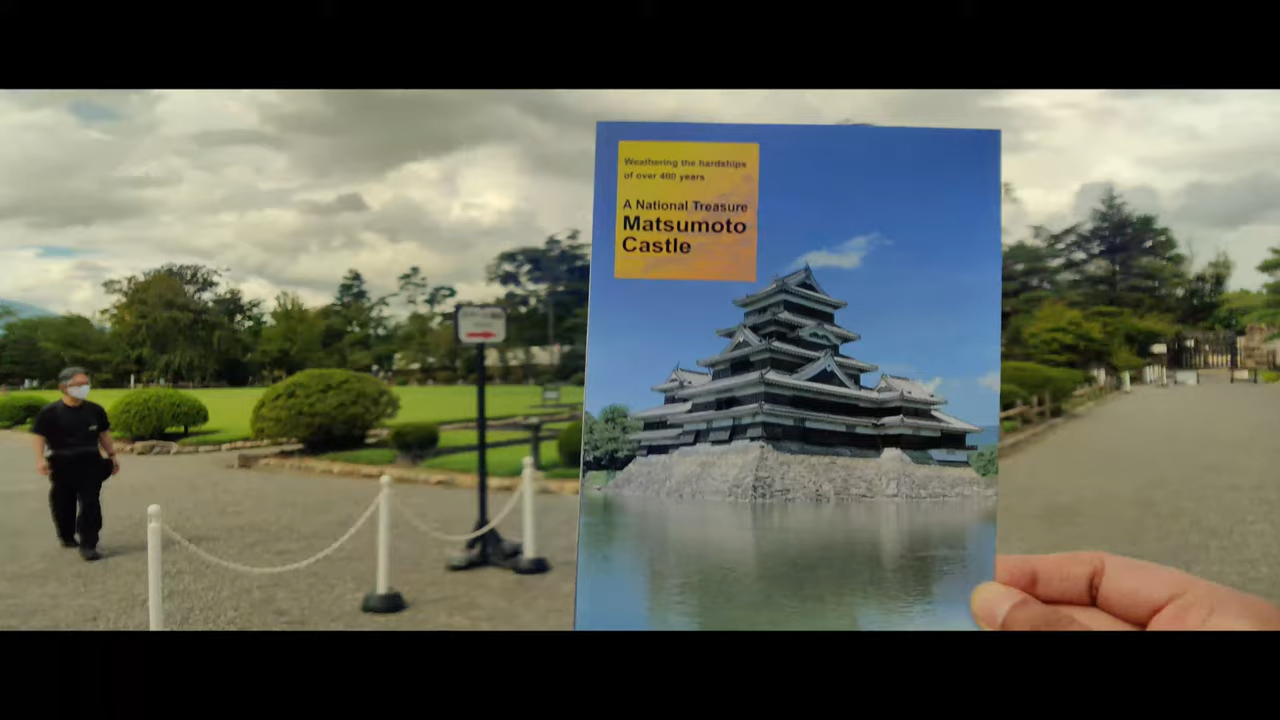 Weathering the hardships
of over 400 years
A National Treasure
Matsumoto
Castle